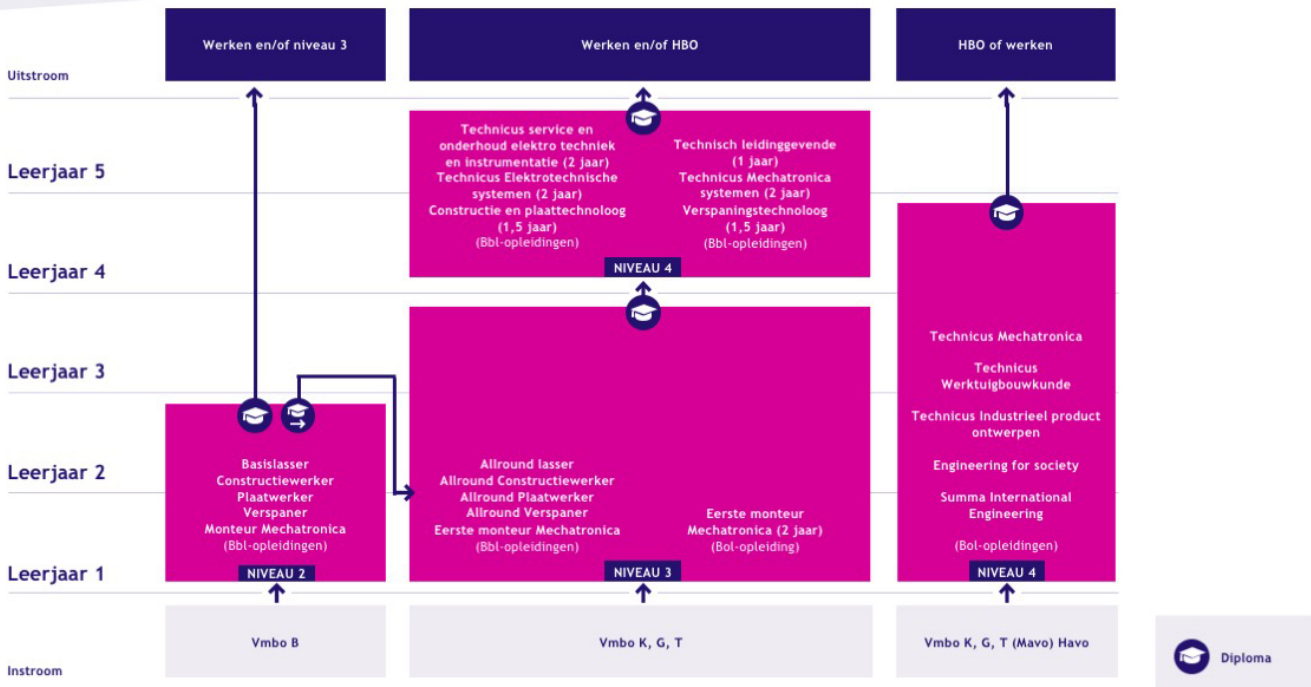 Werken en/of niveau 3
Werken en/of HBO
HBO of werken
Uitstroom
Technicus service en
onderhoud elektro techniek
en instrumentatie (2 jaar)
Technicus Elektrotechnische
systemen (2 jaar)
Constructie en plaattechnoloog
(1,5 jaar)
(Bbl-opleidingen)
Technisch leidinggevende
(1 jaar)
Technicus Mechatronica
systemen (2 jaar)
Verspaningstechnoloog
(1,5 jaar)
(Bbl-opleidingen)
NIVEAU 4
Leerjaar 5
Leerjaar 4
Leerjaar 3
Leerjaar 2
Leerjaar 1
Basislasser
Constructiewerker
Plaatwerker
Verspaner
Monteur Mechatronica
(Bbl-opleidingen)
NIVEAU 2
Allround lasser
Allround Constructiewerker
Allround Plaatwerker
Allround Verspaner
Eerste monteur Mechatronica
(Bbl-opleidingen)
Eerste monteur
Mechatronica (2 jaar)
(Bol-opleiding)
NIVEAU 3
Technicus Mechatronica
Technicus
Werktuigbouwkunde
Technicus Industrieel product
ontwerpen
Engineering for society
Summa International
Engineering
(Bol-opleidingen)
NIVEAU 4
Vmbo B
Vmbo K, G, T
Vmbo K, G, T (Mavo) Havo
Instroom
Diploma